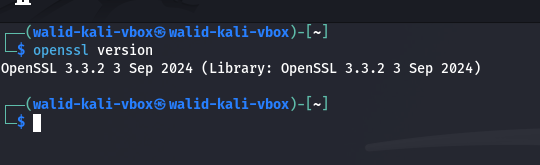 ┌──(walid-kali-vbox㉿walid-kali-vbox)-[~]
└─$ openssl version
OpenSSL 3.3.2 3 Sep 2024 (Library: OpenSSL 3.3.2 3 Sep 2024)
┌──(walid-kali-vbox㉿walid-kali-vbox)-[~]
└─$